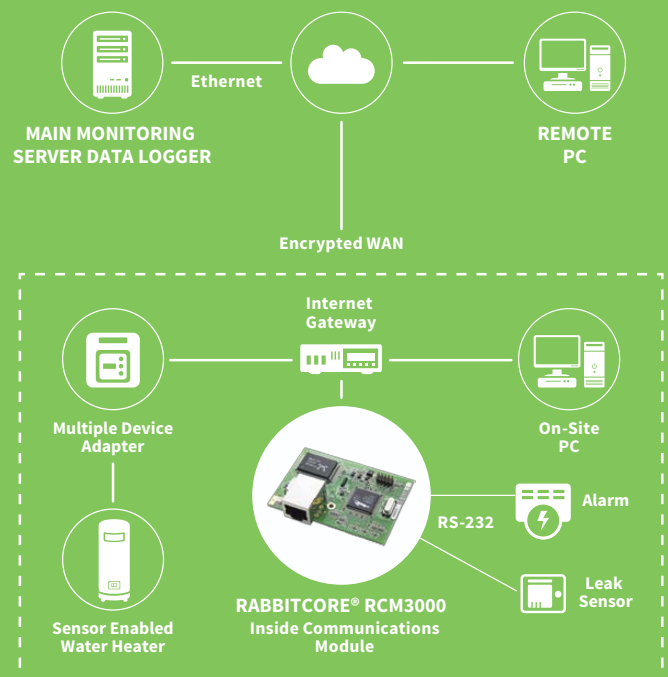 Ethernet
MAIN MONITORING
SERVER DATA LOGGER
REMOTE
PC
Encrypted WAN
Internet
Gateway
Multiple Device
Adapter
On-Site
PC
RS-232
Alarm
Leak
Sensor
Sensor Enabled
Water Heater
RABBITCORE® RCM3000
Inside Communications
Module